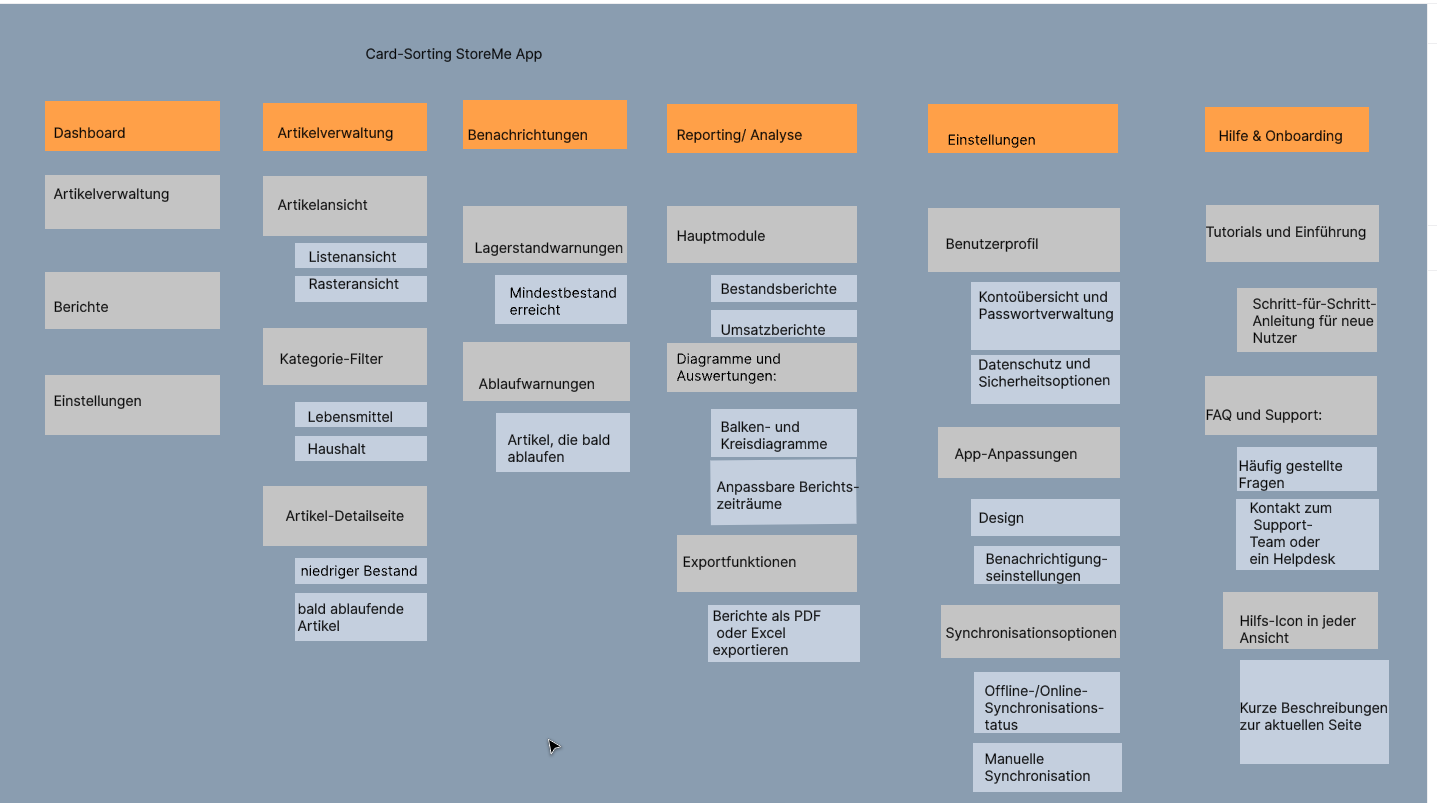 Card-Sorting StoreMe App
Dashboard
Artikelverwaltung
Berichte
Einstellungen
Artikelverwaltung
Artikelansicht
Listenansicht
Rasteransicht
Kategorie-Filter
Lebensmittel
Haushalt
Artikel-Detailseite
niedriger Bestand
bald ablaufende
Artikel
Benachrichtungen
Lagerstandwarnungen
Mindestbestand
erreicht
Ablaufwarnungen
Artikel, die bald
ablaufen
Reporting/ Analyse
Hauptmodule
Bestandsberichte
Umsatzberichte
Diagramme und
Auswertungen:
Balken- und
Kreisdiagramme
Anpassbare Berichts-
zeiträume
Exportfunktionen
Berichte als PDF
oder Excel
exportieren
Einstellungen
Benutzerprofil
Kontoübersicht und
Passwortverwaltung
Datenschutz und
Sicherheitsoptionen
App-Anpassungen
Design
Benachrichtigung-
seinstellungen
Synchronisationsoptionen
Offline-/Online-
Synchronisations-
tatus
Manuelle
Synchronisation
Hilfe & Onboarding
Tutorials und Einführung
Schritt-für-Schritt-
Anleitung für neue
Nutzer
FAQ und Support:
Häufig gestellte
Fragen
Kontakt zum
Support-
Team oder
ein Helpdesk
Hilfs-Icon in jeder
Ansicht
Kurze Beschreibungen
zur aktuellen Seite